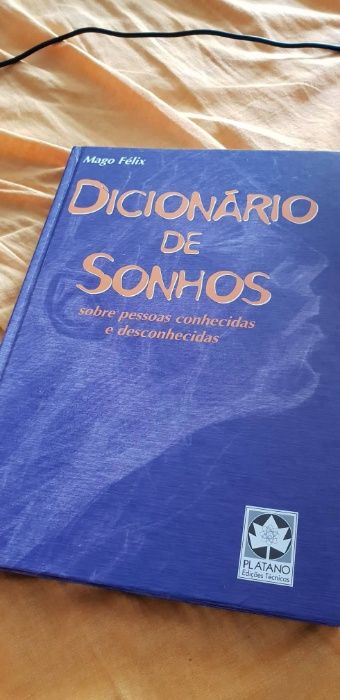 Mago Félix
DICIONÁRIO
DE
SONHOS
sobre pessoas conhecidas
e desconhecidas
PLATANO
Edições Técnicas